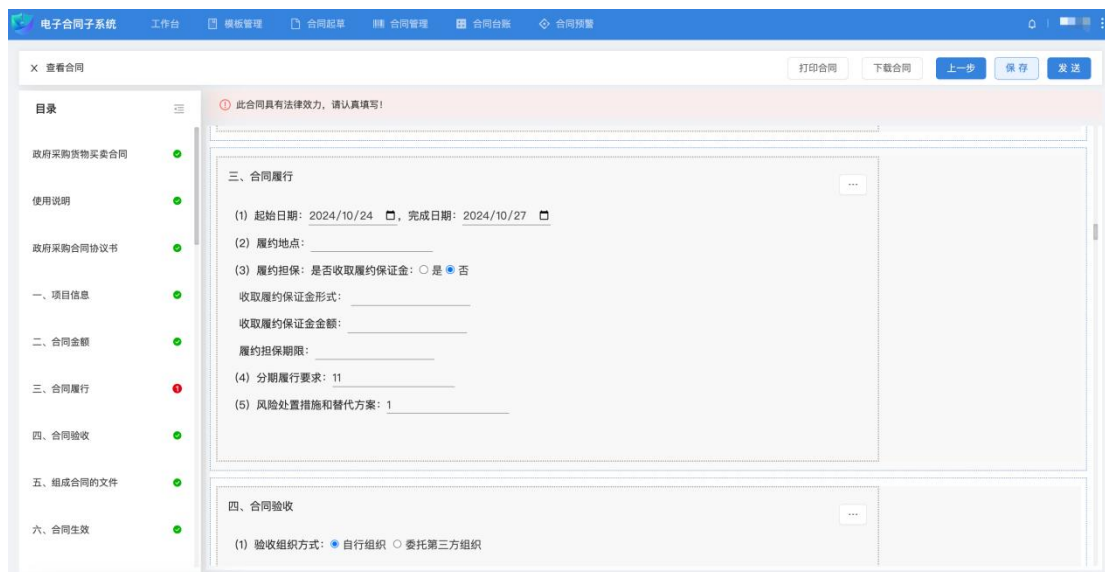 电子合同子系统 工作台 模板管理 合同起草 合同管理 合同台账 合同预警
X 查看合同 打印合同 下载合同 上一步 保存 发送
目录
此合同具有法律效力，请认真填写！
政府采购货物买卖合同
使用说明
政府采购合同协议书
一、项目信息
二、合同金额
三、合同履行 1
四、合同验收
五、组成合同的文件
六、合同生效
三、合同履行
...
(1) 起始日期：2024/10/24，完成日期：2024/10/27
(2) 履约地点：
(3) 履约担保：是否收取履约保证金：是 否
收取履约保证金形式：
收取履约保证金金额：
履约担保期限：
(4) 分期履行要求：11
(5) 风险处置措施和替代方案：1
四、合同验收
...
(1) 验收组织方式：自行组织 委托第三方组织